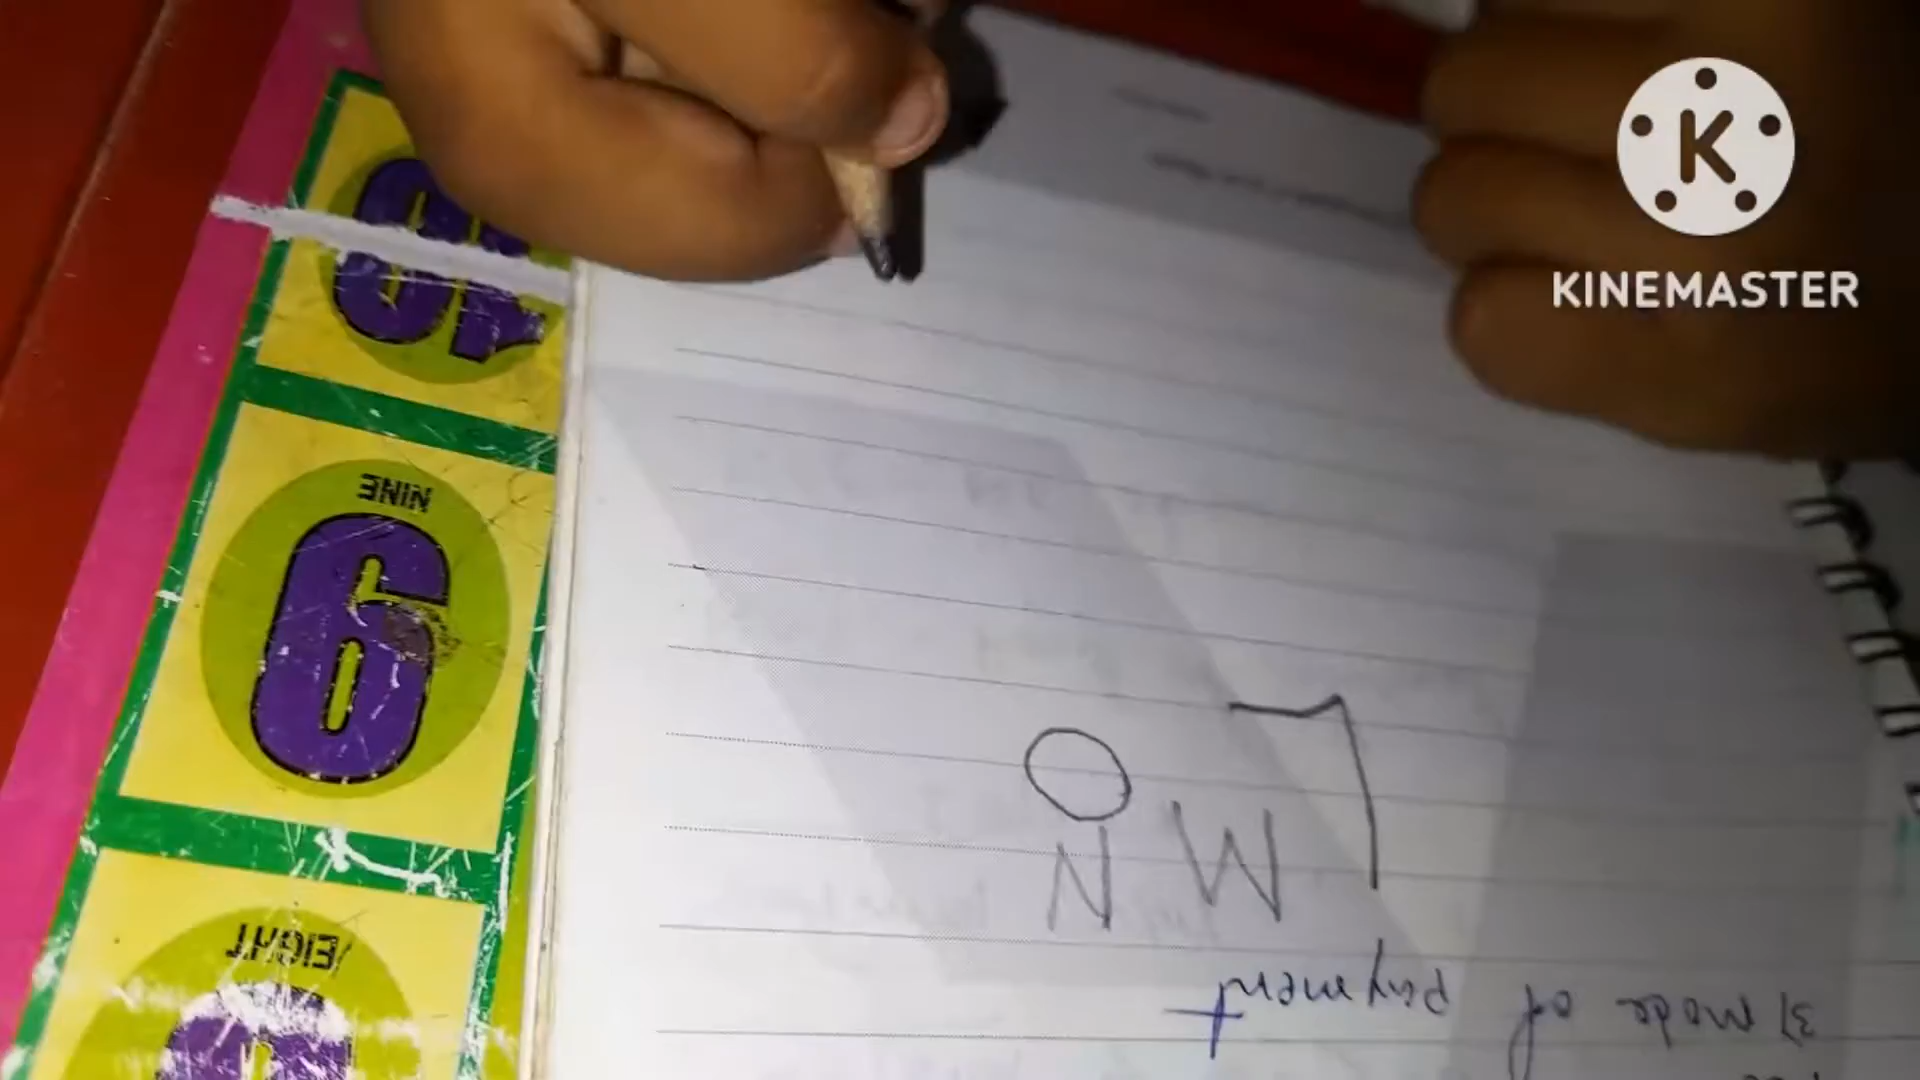 K
KINEMASTER
3) mode of payment
L M N
O
EIGHT
NINE
9